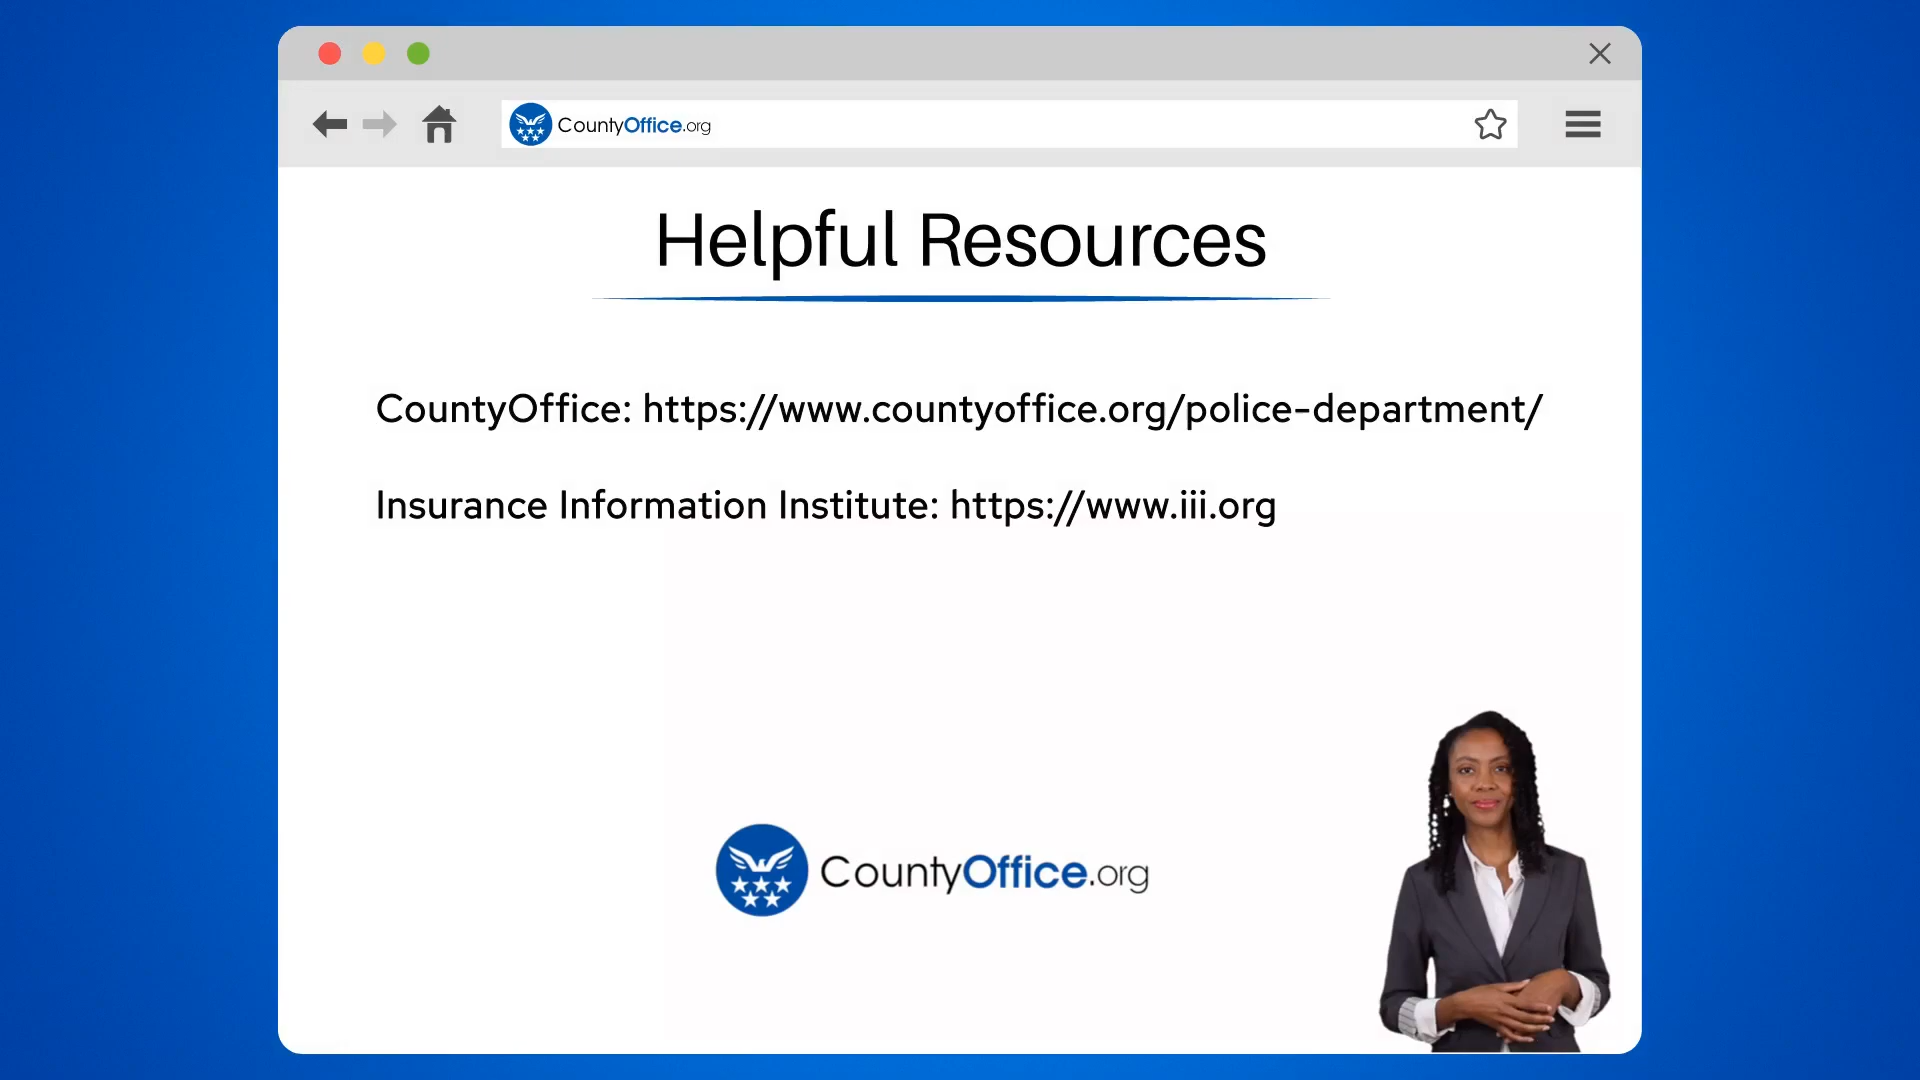 CountyOffice.org
Helpful Resources
CountyOffice: https://www.countyoffice.org/police-department/
Insurance Information Institute: https://www.iii.org
CountyOffice.org